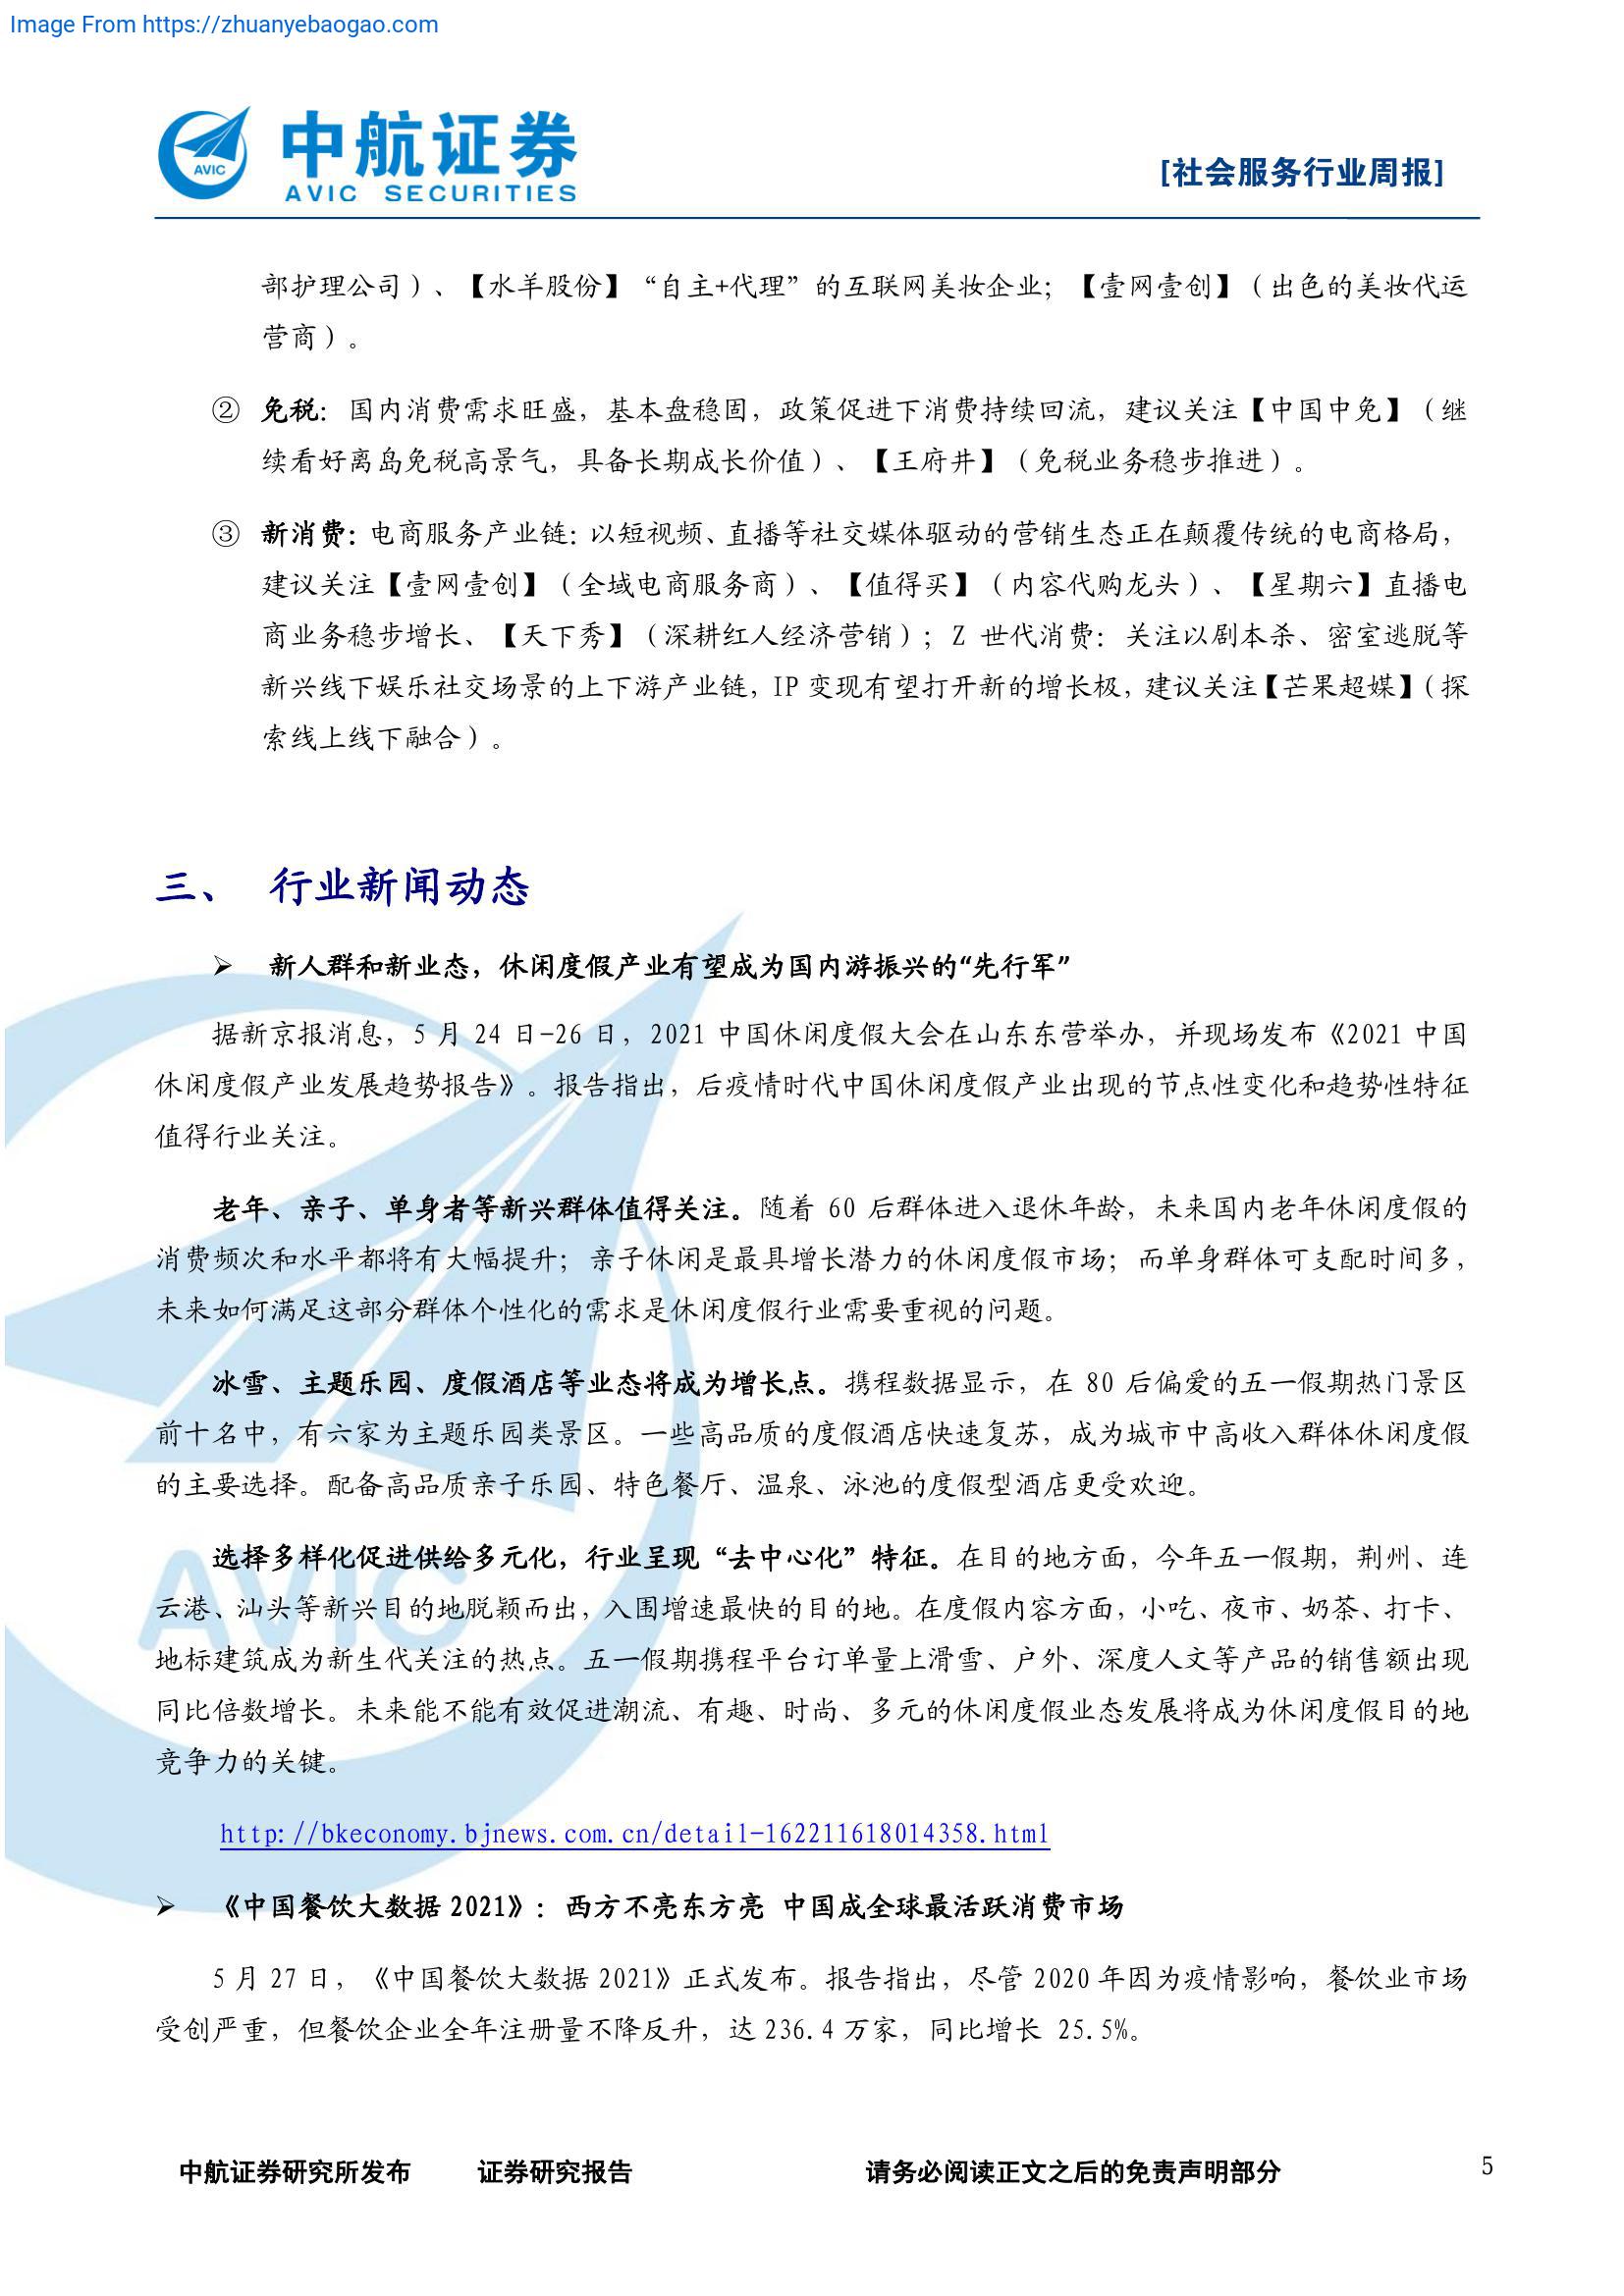 Image From https://zhuanyebaogao.com
AVIC
中航证券
AVIC SECURITIES
[社会服务行业周报]
部护理公司）、【水羊股份】“自主+代理”的互联网美妆企业；【壹网壹创】（出色的美妆代运
营商）。
② 免税：国内消费需求旺盛，基本盘稳固，政策促进下消费持续回流，建议关注【中国中免】（继
续看好离岛免税高景气，具备长期成长价值）、【王府井】（免税业务稳步推进）。
③ 新消费：电商服务产业链：以短视频、直播等社交媒体驱动的营销生态正在颠覆传统的电商格局，
建议关注【壹网壹创】（全域电商服务商）、【值得买】（内容代购龙头）、【星期六】直播电
商业务稳步增长、【天下秀】（深耕红人经济营销）；Z 世代消费：关注以剧本杀、密室逃脱等
新兴线下娱乐社交场景的上下游产业链，IP 变现有望打开新的增长极，建议关注【芒果超媒】（探
索线上线下融合）。
三、 行业新闻动态
➢ 新人群和新业态，休闲度假产业有望成为国内游振兴的“先行军”
据新京报消息，5 月 24 日-26 日，2021 中国休闲度假大会在山东东营举办，并现场发布《2021 中国
休闲度假产业发展趋势报告》。报告指出，后疫情时代中国休闲度假产业出现的节点性变化和趋势性特征
值得行业关注。
老年、亲子、单身者等新兴群体值得关注。随着 60 后群体进入退休年龄，未来国内老年休闲度假的
消费频次和水平都将有大幅提升；亲子休闲是最具增长潜力的休闲度假市场；而单身群体可支配时间多，
未来如何满足这部分群体个性化的需求是休闲度假行业需要重视的问题。
冰雪、主题乐园、度假酒店等业态将成为增长点。携程数据显示，在 80 后偏爱的五一假期热门景区
前十名中，有六家为主题乐园类景区。一些高品质的度假酒店快速复苏，成为城市中高收入群体休闲度假
的主要选择。配备高品质亲子乐园、特色餐厅、温泉、泳池的度假型酒店更受欢迎。
选择多样化促进供给多元化，行业呈现“去中心化”特征。在目的地方面，今年五一假期，荆州、连
云港、汕头等新兴目的地脱颖而出，入围增速最快的目的地。在度假内容方面，小吃、夜市、奶茶、打卡、
地标建筑成为新生代关注的热点。五一假期携程平台订单量上滑雪、户外、深度人文等产品的销售额出现
同比倍数增长。未来能不能有效促进潮流、有趣、时尚、多元的休闲度假业态发展将成为休闲度假目的地
竞争力的关键。
AVIC
http://bkeconomy.bjnews.com.cn/detail-162211618014358.html
➢ 《中国餐饮大数据 2021》：西方不亮东方亮 中国成全球最活跃消费市场
5 月 27 日，《中国餐饮大数据 2021》正式发布。报告指出，尽管 2020 年因为疫情影响，餐饮业市场
受创严重，但餐饮企业全年注册量不降反升，达 236.4 万家，同比增长 25.5%。
中航证券研究所发布 证券研究报告 请务必阅读正文之后的免责声明部分 5